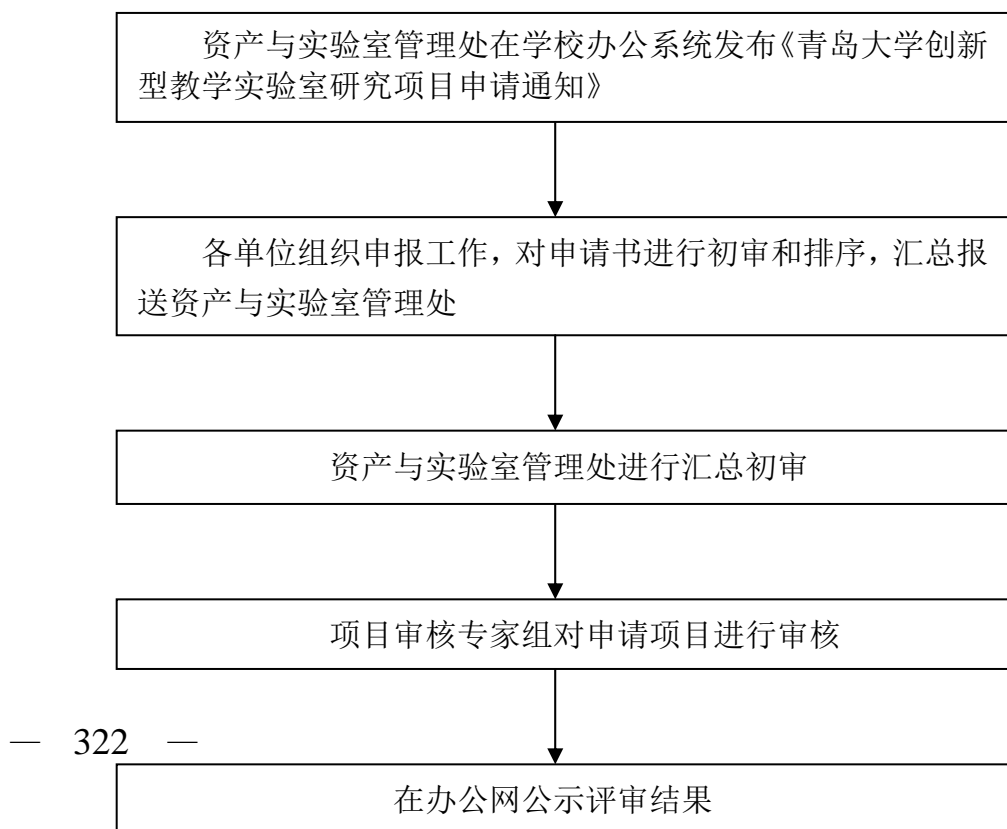 资产与实验室管理处在学校办公系统发布《青岛大学创新
型教学实验室研究项目申请通知》
各单位组织申报工作，对申请书进行初审和排序，汇总报
送资产与实验室管理处
资产与实验室管理处进行汇总初审
项目审核专家组对申请项目进行审核
— 322 —
在办公网公示评审结果